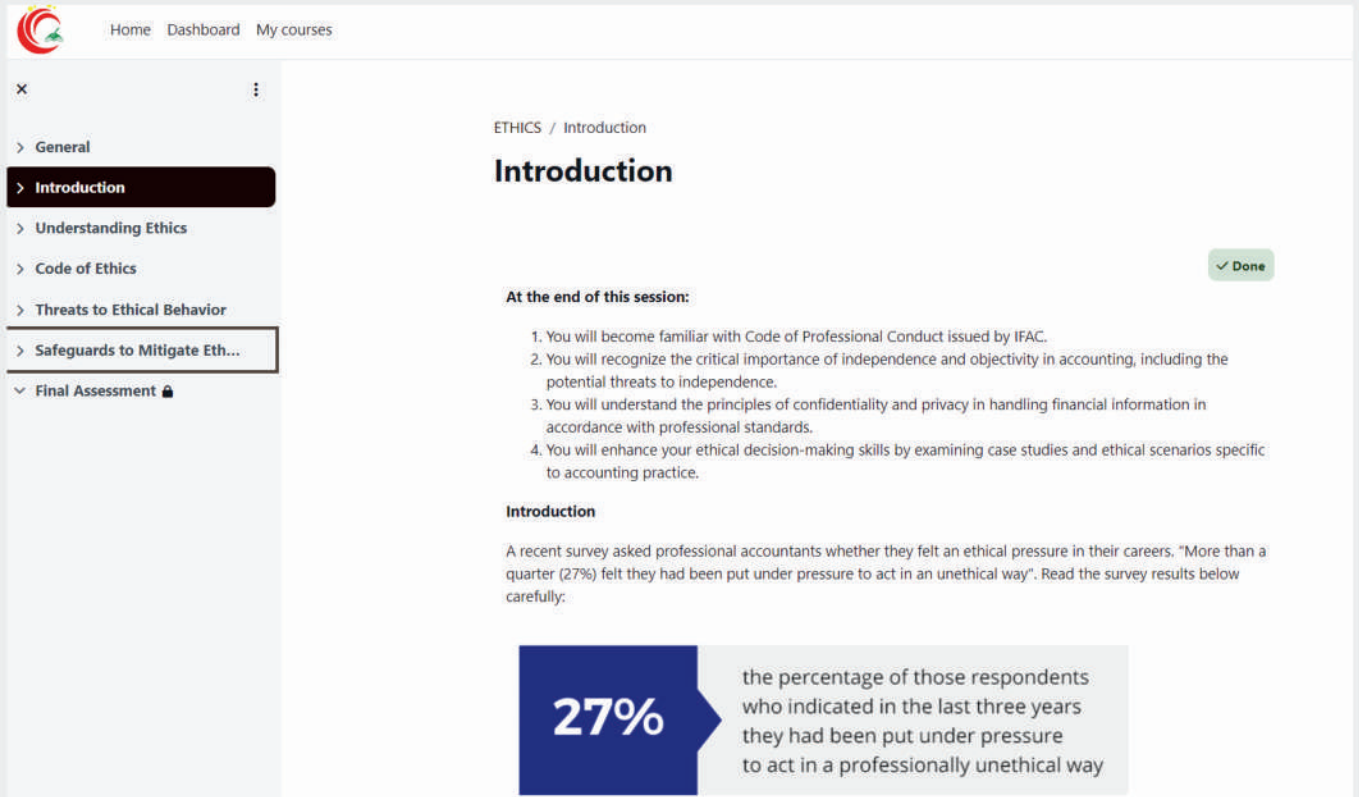 Home Dashboard My courses
General
Introduction
Understanding Ethics
Code of Ethics
Threats to Ethical Behavior
Safeguards to Mitigate Eth...
Final Assessment
ETHICS / Introduction
Introduction
Done
At the end of this session:
1. You will become familiar with Code of Professional Conduct issued by IFAC.
2. You will recognize the critical importance of independence and objectivity in accounting, including the
potential threats to independence.
3. You will understand the principles of confidentiality and privacy in handling financial information in
accordance with professional standards.
4. You will enhance your ethical decision-making skills by examining case studies and ethical scenarios specific
to accounting practice.
Introduction
A recent survey asked professional accountants whether they felt an ethical pressure in their careers. "More than a
quarter (27%) felt they had been put under pressure to act in an unethical way". Read the survey results below
carefully:
27%
the percentage of those respondents
who indicated in the last three years
they had been put under pressure
to act in a professionally unethical way